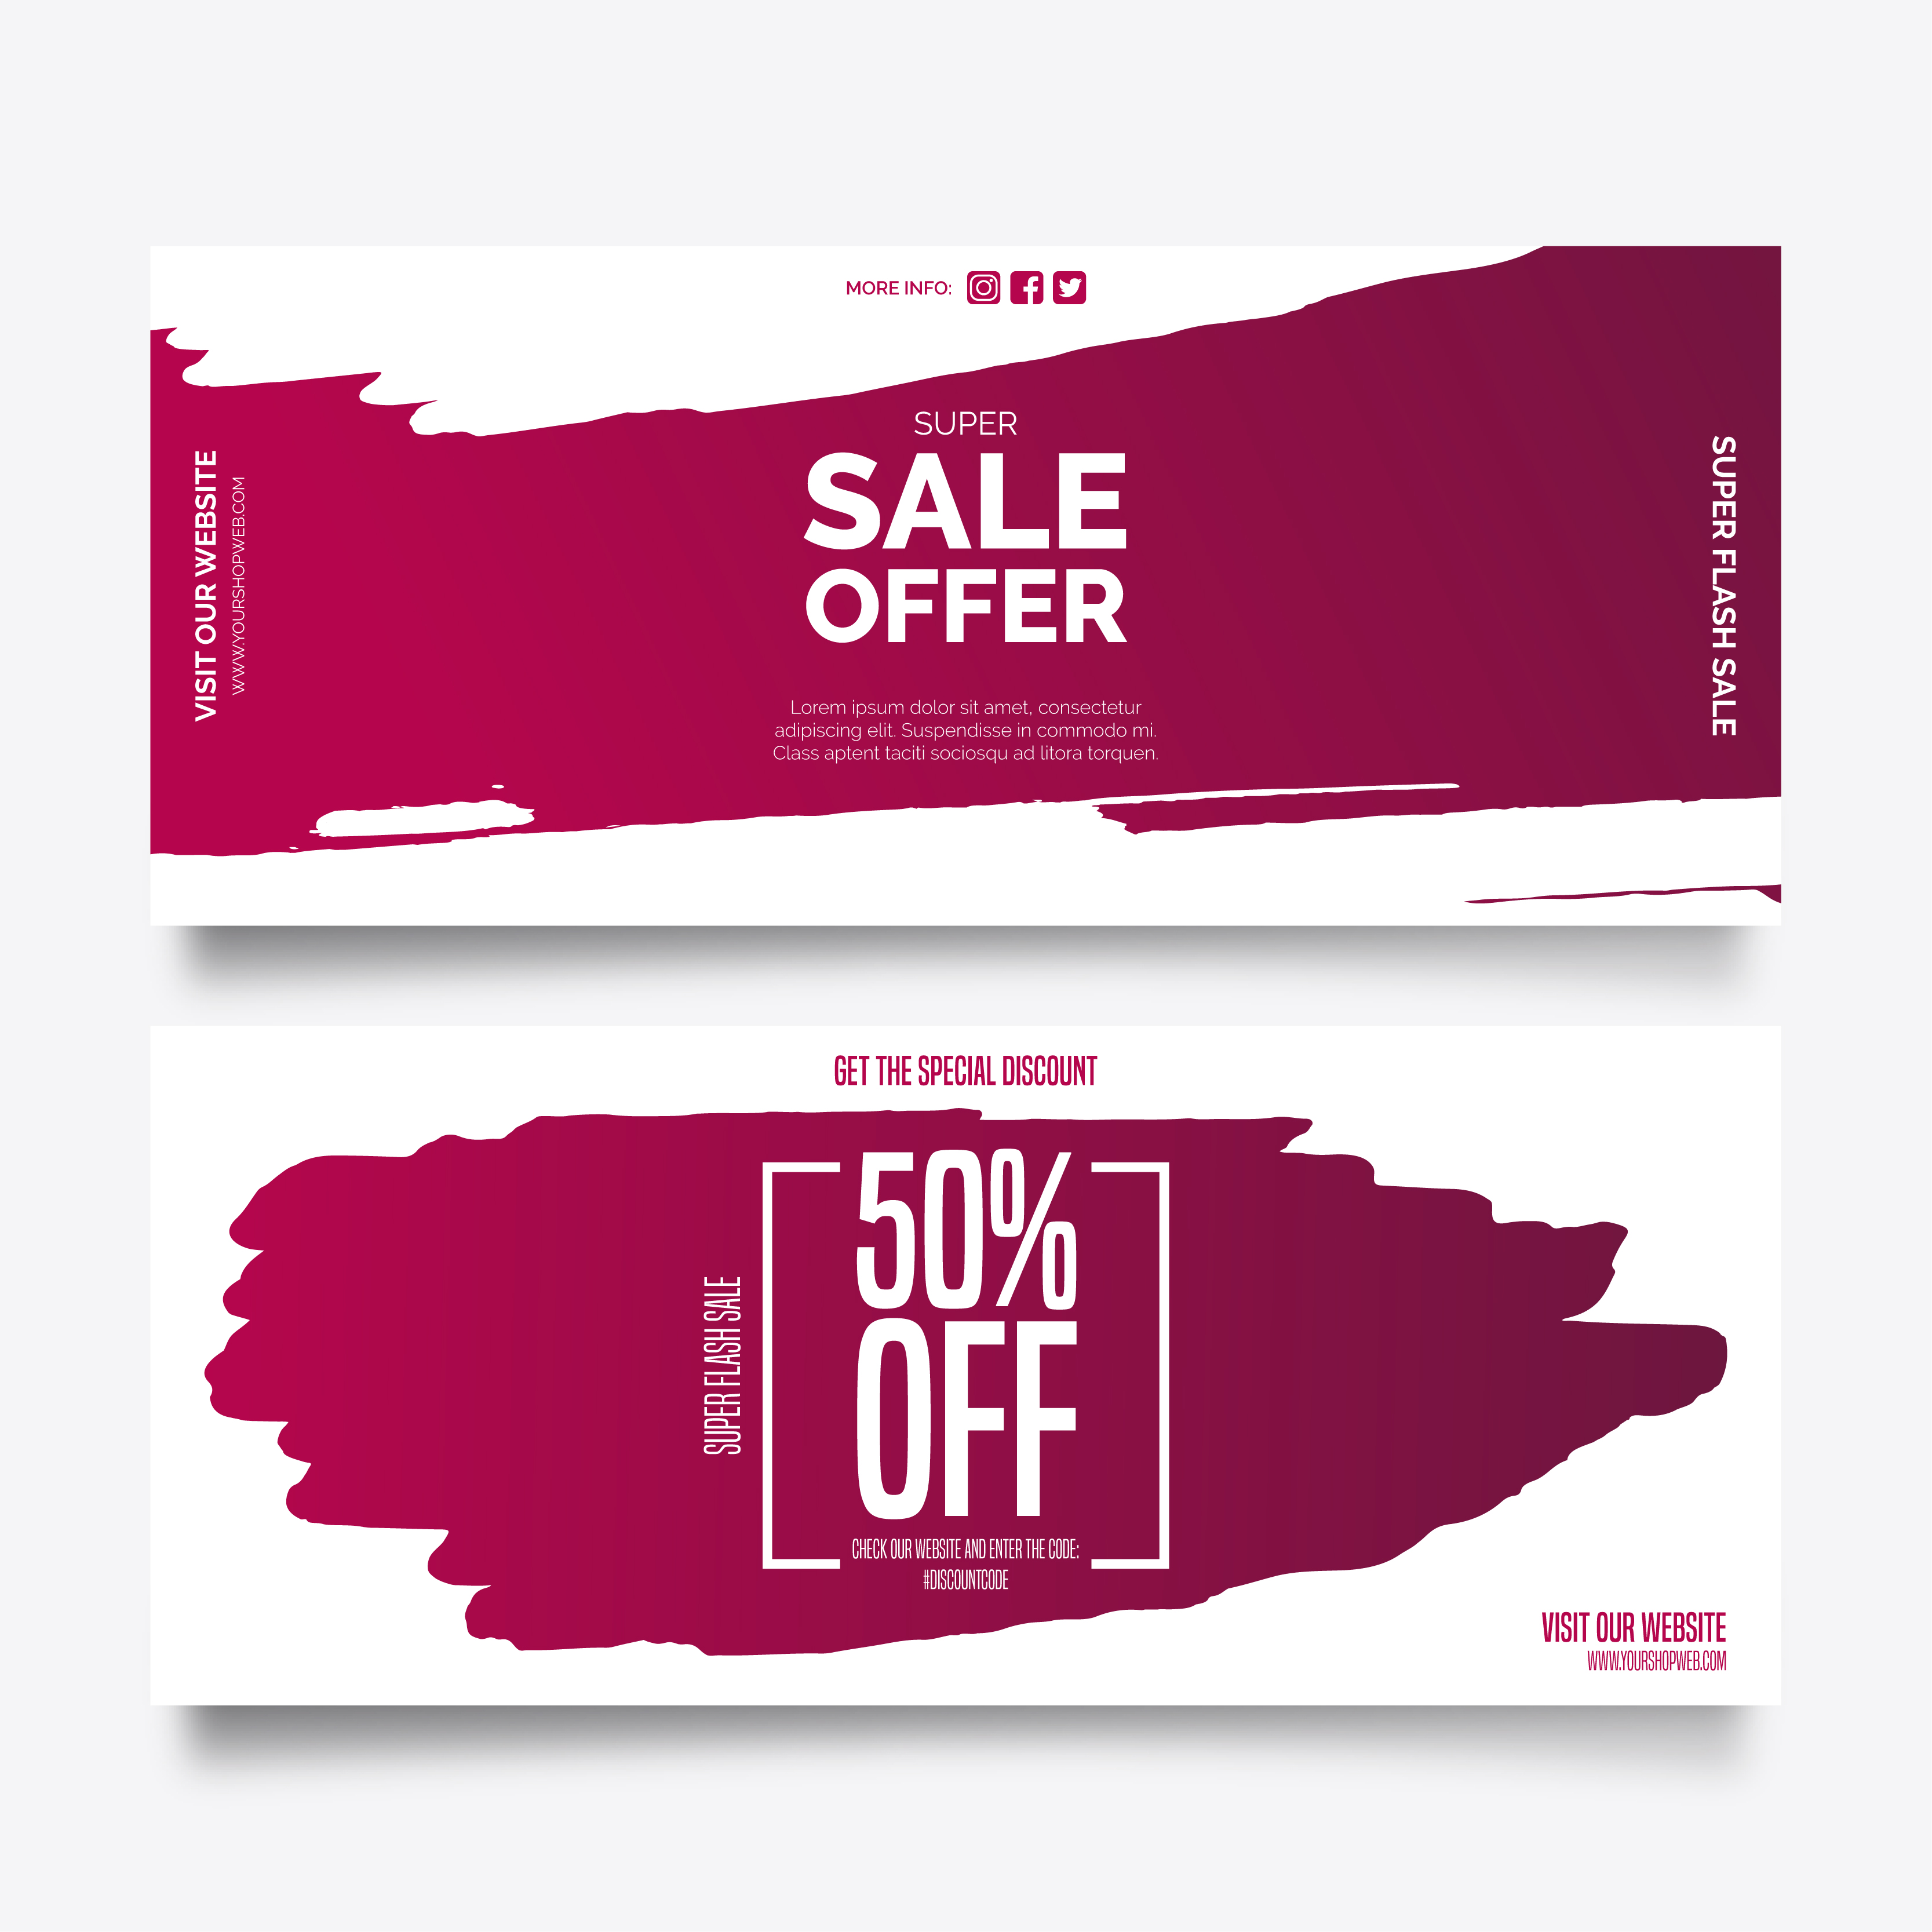 MORE INFO:
VISIT OUR WEBSITE
WWW.YOURSHOPWEB.COM
SUPER
SALE
OFFER
Lorem ipsum dolor sit amet, consectetur
adipiscing elit. Suspendisse in commodo mi.
Class aptent taciti sociosqu ad litora torquen.
SUPER FLASH SALE
GET THE SPECIAL DISCOUNT
SUPER FLASH SALE
50%
OFF
CHECK OUR WEBSITE AND ENTER THE CODE:
#DISCOUNTCODE
VISIT OUR WEBSITE
WWW.YOURSHOPWEB.COM